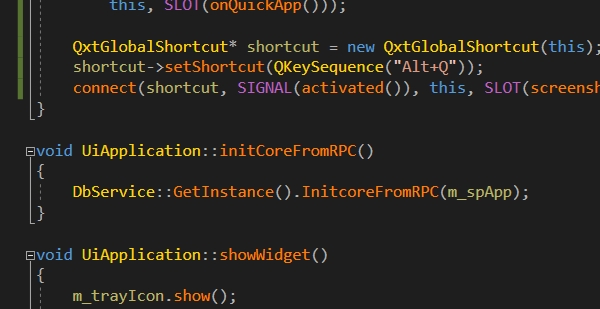 this, SLOT(onQuickApp()));
QxtGlobalShortcut* shortcut = new QxtGlobalShortcut(this);
shortcut->setShortcut(QKeySequence("Alt+Q"));
connect(shortcut, SIGNAL(activated()), this, SLOT(screensh
}
void UiApplication::initCoreFromRPC()
{
DbService::GetInstance().InitcoreFromRPC(m_spApp);
}
void UiApplication::showWidget()
{
m_trayIcon.show();